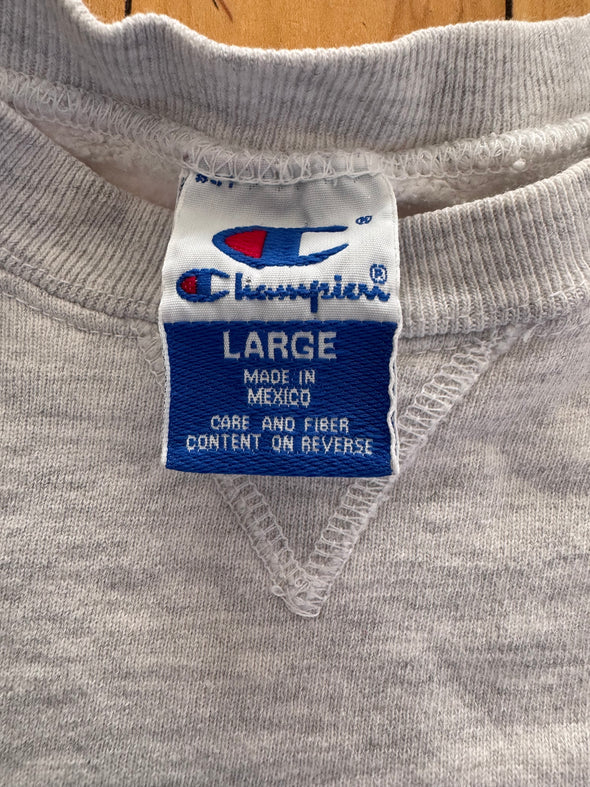 Champion®
LARGE
MADE IN
MEXICO
CARE AND FIBER
CONTENT ON REVERSE